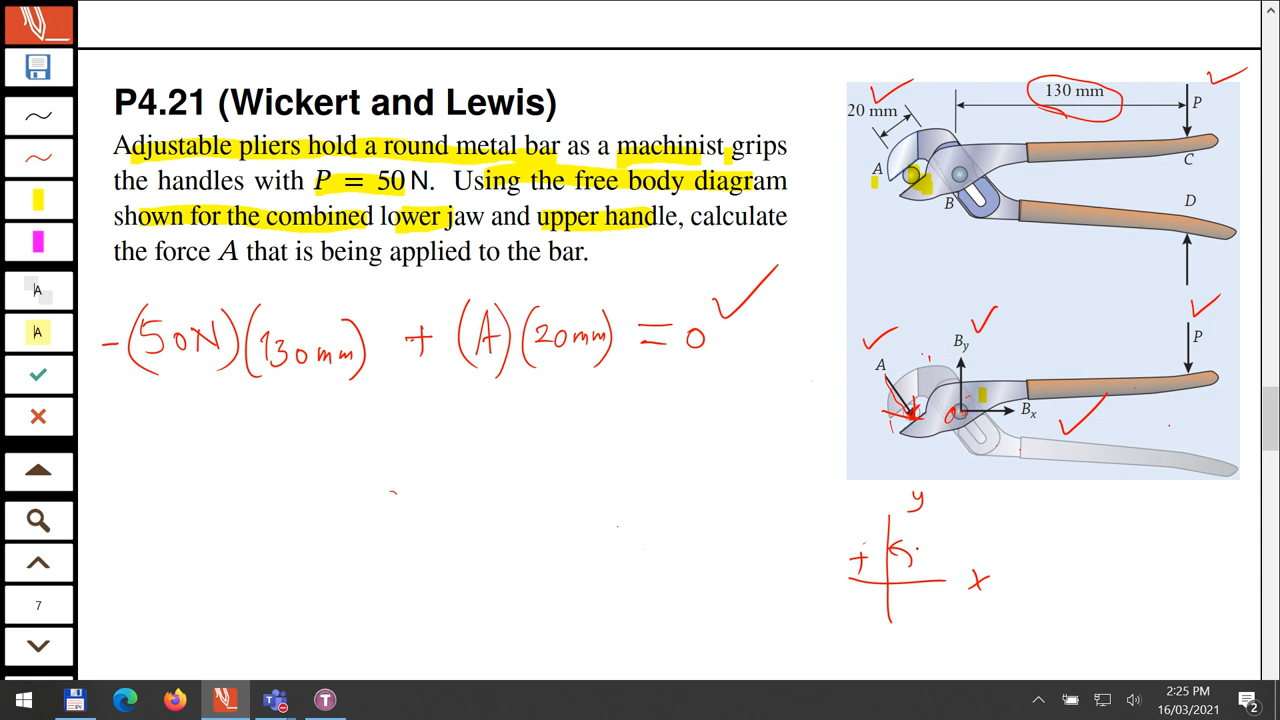 P4.21 (Wickert and Lewis)
Adjustable pliers hold a round metal bar as a machinist grips
the handles with P = 50 N. Using the free body diagram
shown for the combined lower jaw and upper handle, calculate
the force A that is being applied to the bar.
-(50N)(130mm) + (A)(20mm) = 0
130 mm
P
20 mm
A
B
C
D
P
A
By
Bx
y
+
x
A
A
7
2:25 PM
16/03/2021
2